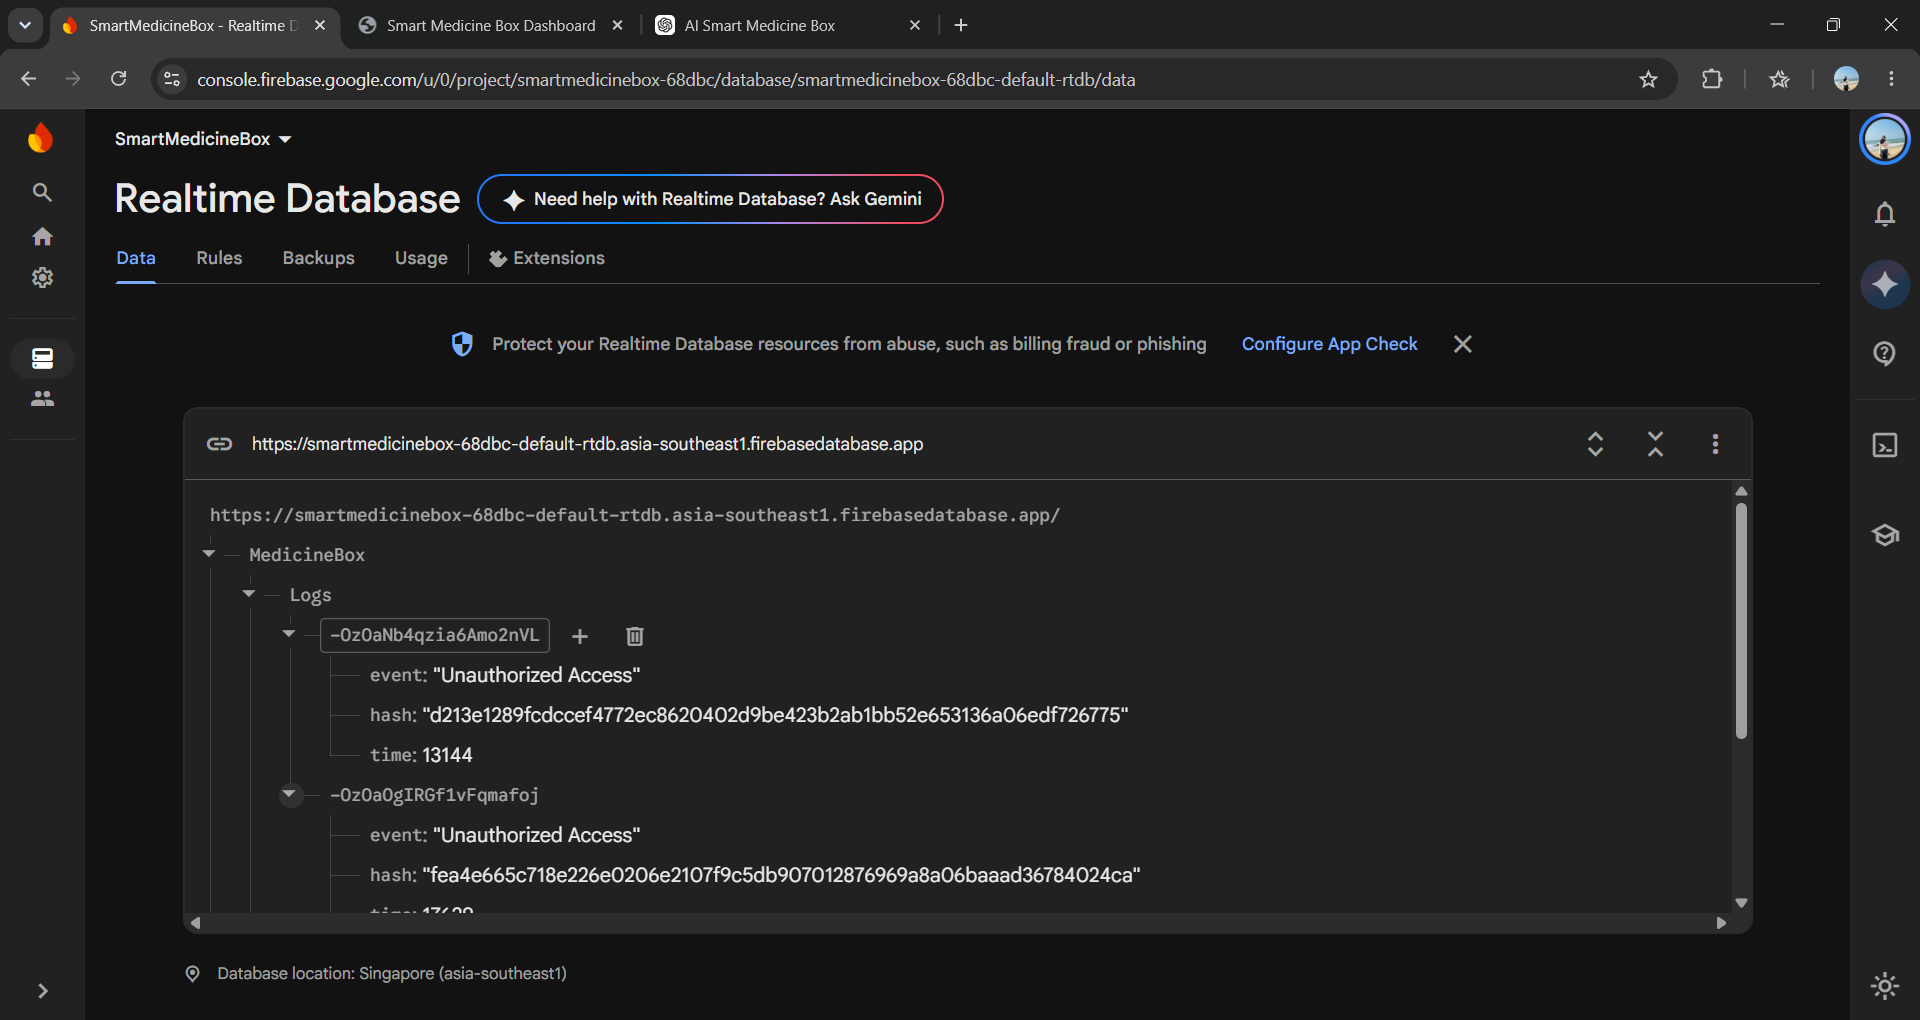 SmartMedicineBox - Realtime D
Smart Medicine Box Dashboard
AI Smart Medicine Box
console.firebase.google.com/u/0/project/smartmedicinebox-68dbc/database/smartmedicinebox-68dbc-default-rtdb/data
SmartMedicineBox
Realtime Database
Need help with Realtime Database? Ask Gemini
Data
Rules
Backups
Usage
Extensions
Protect your Realtime Database resources from abuse, such as billing fraud or phishing
Configure App Check
https://smartmedicinebox-68dbc-default-rtdb.asia-southeast1.firebasedatabase.app
https://smartmedicinebox-68dbc-default-rtdb.asia-southeast1.firebasedatabase.app/
MedicineBox
Logs
-OzOaNb4qzia6Amo2nVL
event: "Unauthorized Access"
hash: "d213e1289fcdccef4772ec8620402d9be423b2ab1bb52e653136a06edf726775"
time: 13144
-OzOaOgIRGf1vFqmafoj
event: "Unauthorized Access"
hash: "fea4e665c718e226e0206e2107f9c5db907012876969a8a06baaad36784024ca"
Database location: Singapore (asia-southeast1)